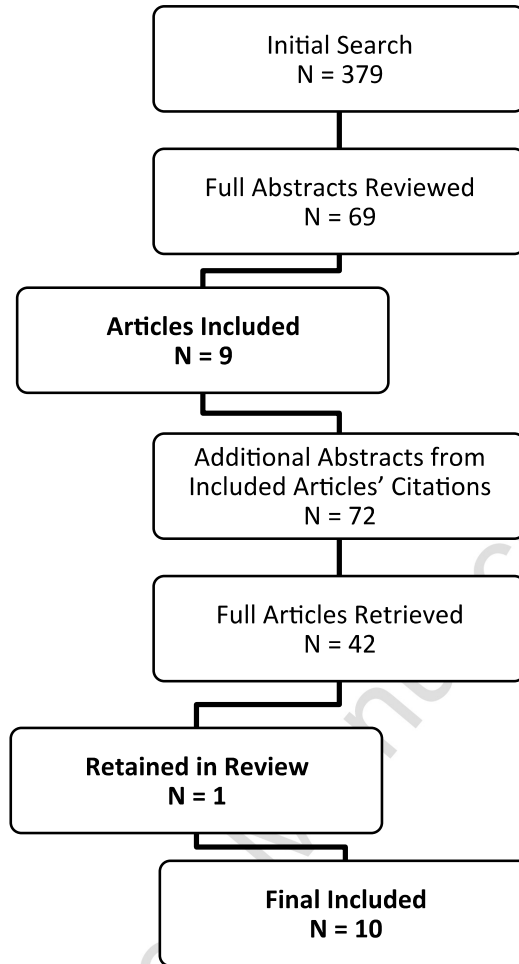 Initial Search
N = 379
Full Abstracts Reviewed
N = 69
Articles Included
N = 9
Additional Abstracts from
Included Articles’ Citations
N = 72
Full Articles Retrieved
N = 42
Retained in Review
N = 1
Final Included
N = 10